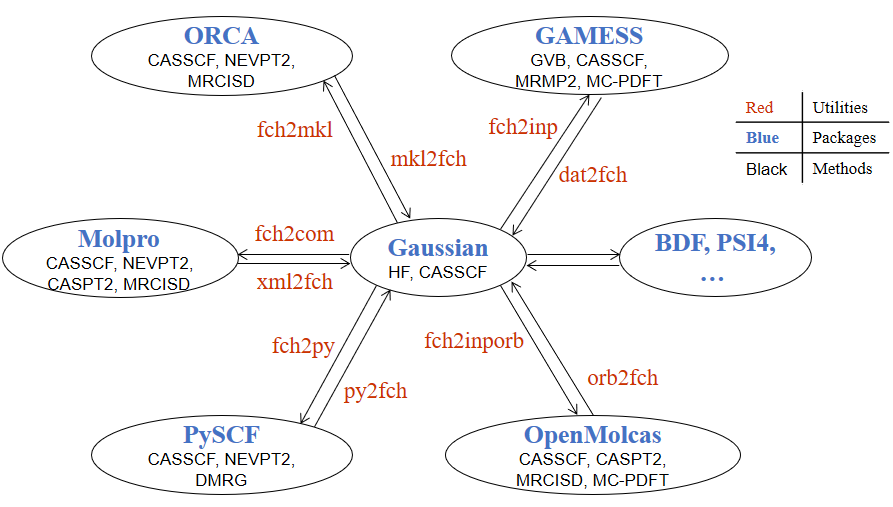 ORCA
CASSCF, NEVPT2,
MRCISD
GAMESS
GVB, CASSCF,
MRMP2, MC-PDFT
Red Utilities
Blue Packages
Black Methods
fch2mkl
mkl2fch
fch2inp
dat2fch
Molpro
CASSCF, NEVPT2,
CASPT2, MRCISD
fch2com
xml2fch
Gaussian
HF, CASSCF
BDF, PSI4,
...
fch2py
py2fch
fch2inporb
orb2fch
PySCF
CASSCF, NEVPT2,
DMRG
OpenMolcas
CASSCF, CASPT2,
MRCISD, MC-PDFT